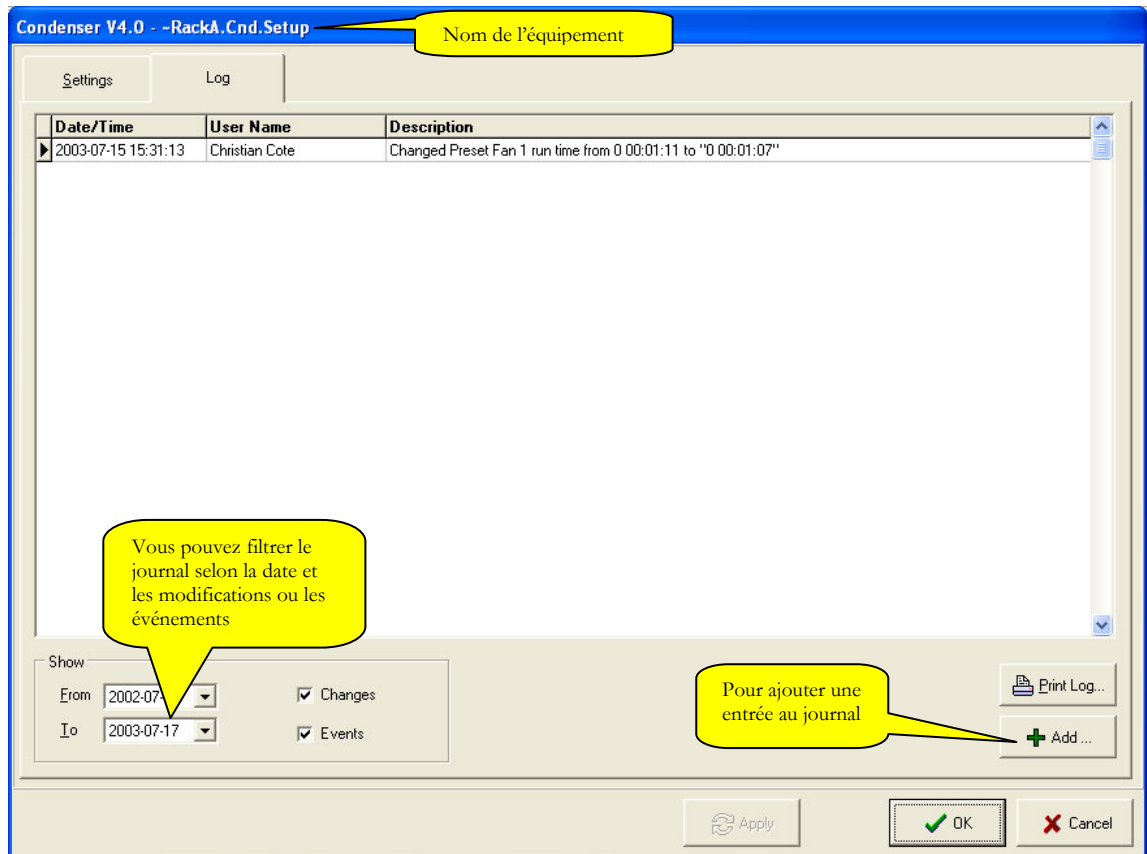 Condenser V4.0 - ~RackA.Cnd.Setup
Nom de l'équipement
Settings
Log
Date/Time User Name Description
2003-07-15 15:31:13 Christian Cote Changed Preset Fan 1 run time from 0 00:01:11 to "0 00:01:07"
Vous pouvez filtrer le
journal selon la date et
les modifications ou les
événements
Show
From 2002-07- Changes
To 2003-07-17 Events
Pour ajouter une
entrée au journal
Print Log...
Add ...
Apply
OK
Cancel